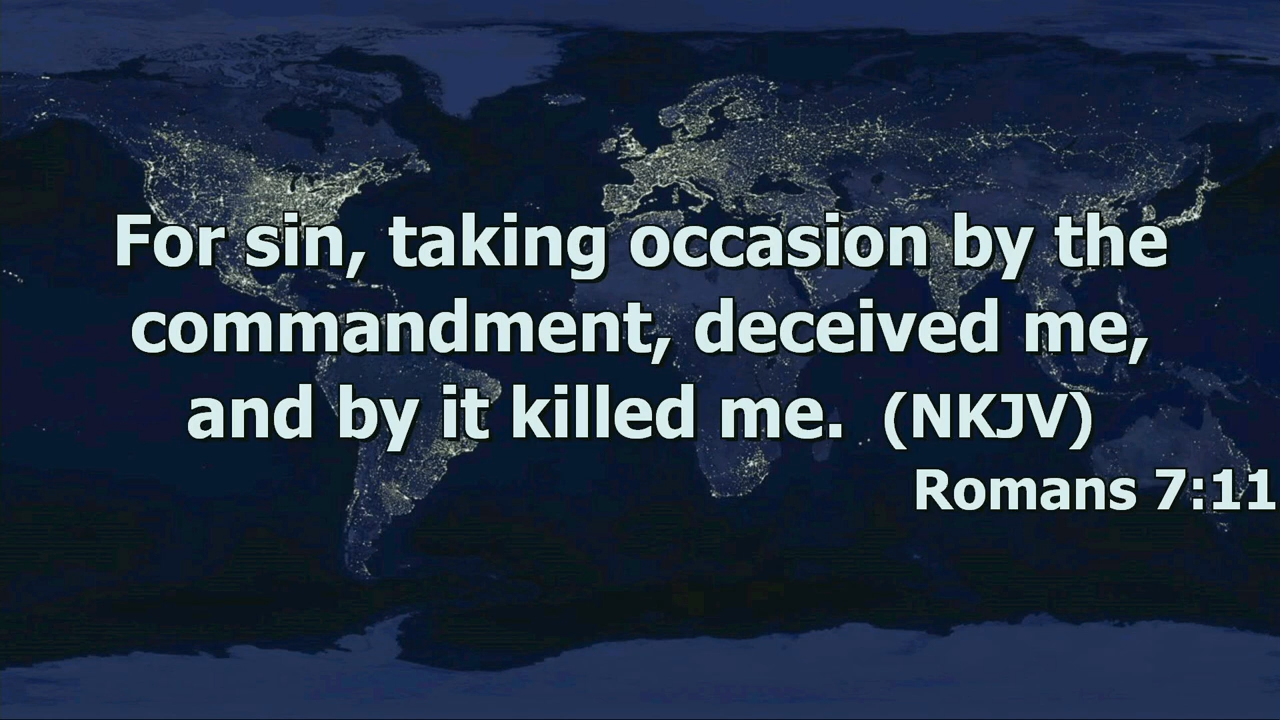 For sin, taking occasion by the
commandment, deceived me,
and by it killed me. (NKJV)
Romans 7:11